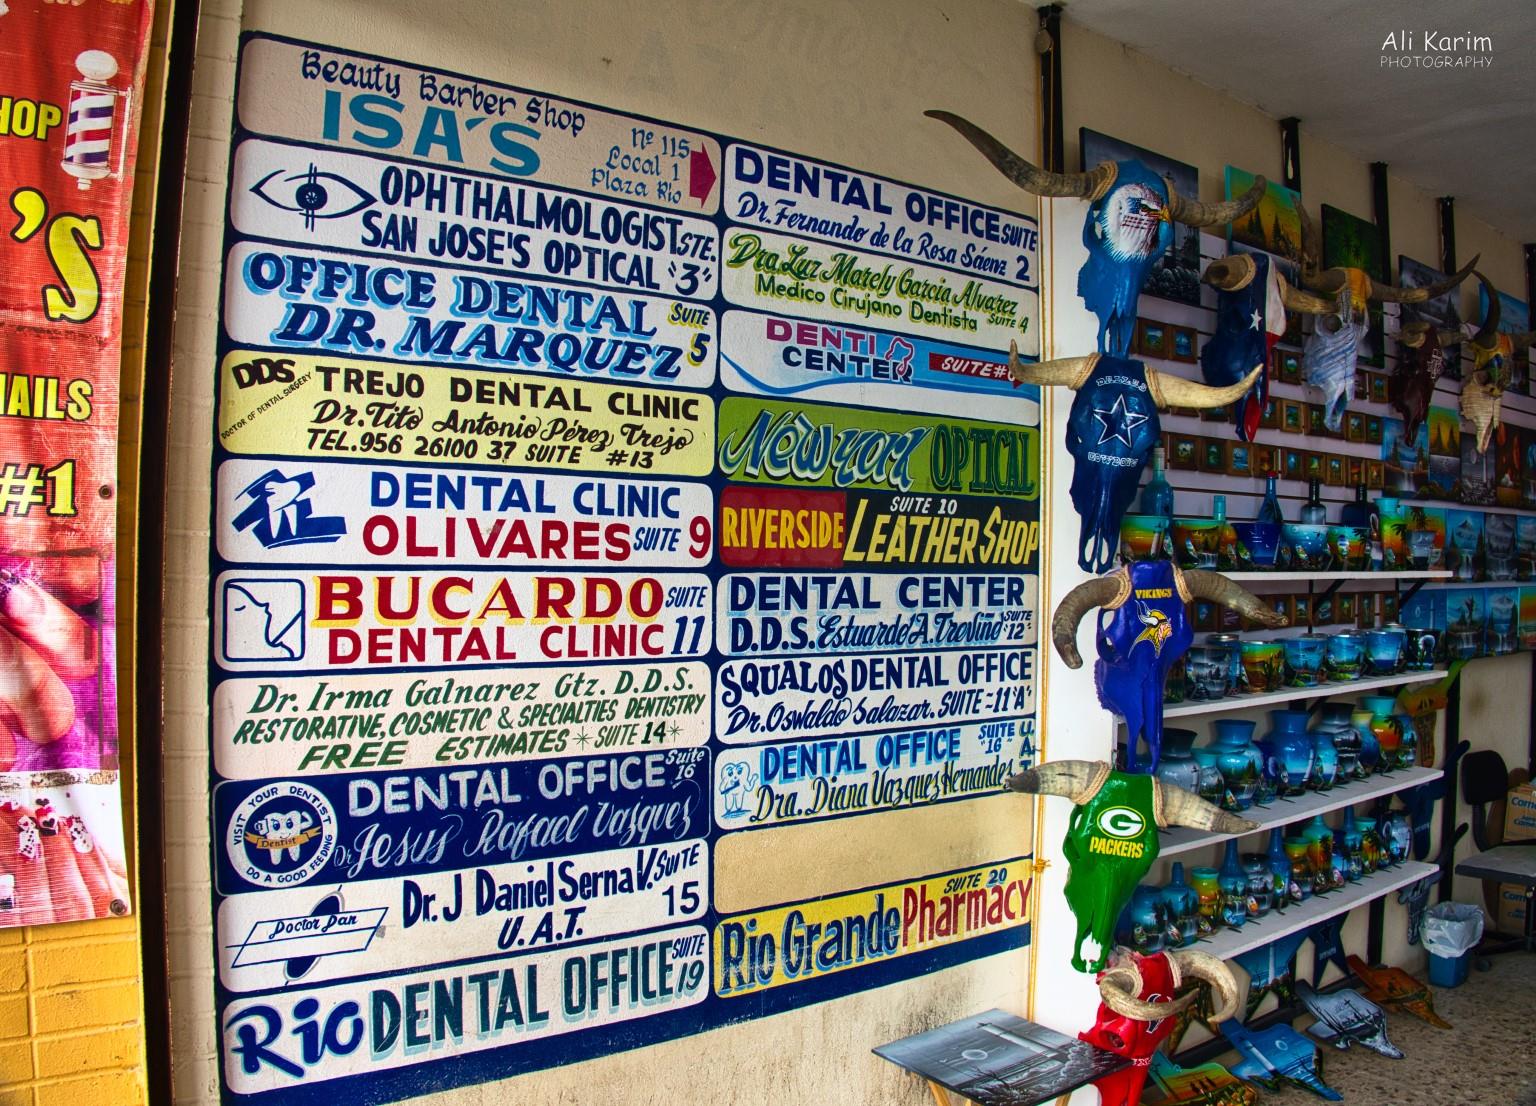 HOP
'S
NAILS
#1
Beauty Barber Shop
ISA'S
Nº 115
Local 1
Plaza Rio
OPHTHALMOLOGIST STE.
SAN JOSE'S OPTICAL "3"
OFFICE DENTAL SUITE
DR. MARQUEZ 5
DDS
DOCTOR OF DENTAL SURGERY
TREJO DENTAL CLINIC
Dr. Tito Antonio Pérez Trejo
TEL. 956 26100 37 SUITE #13
DENTAL CLINIC
OLIVARES SUITE 9
BUCARDO SUITE
DENTAL CLINIC 11
Dr. Irma Galnarez Gtz. D.D.S.
RESTORATIVE, COSMETIC & SPECIALTIES DENTISTRY
FREE ESTIMATES * SUITE 14 *
VISIT YOUR DENTIST
Dentist
DO A GOOD FEEDING
DENTAL OFFICE Suite 16
Dr. Jesus Rafael Vasquez
Doctor Dan
Dr. J Daniel Serna V. SUITE
U.A.T. 15
Rio DENTAL OFFICE SUITE 19
DENTAL OFFICE SUITE
Dr. Fernando de la Rosa Sáenz 2
Dra Luz Marely Garcia Alvarez
Medico Cirujano Dentista SUITE 4
DENTI
CENTER
SUITE #6
New york OPTICAL
SUITE 10
RIVERSIDE LEATHER SHOP
DENTAL CENTER
D.D.S. Estuardo A. Treviño SUITE "12"
SQUALOS DENTAL OFFICE
Dr. Oswaldo Salazar. SUITE -11"A"
DENTAL OFFICE SUITE "16" U.A.T.
Dra. Diana Vazquez Hernandez
SUITE 20
Rio Grande Pharmacy
COWBOYS
VIKINGS
G
PACKERS
Ali Karim
PHOTOGRAPHY